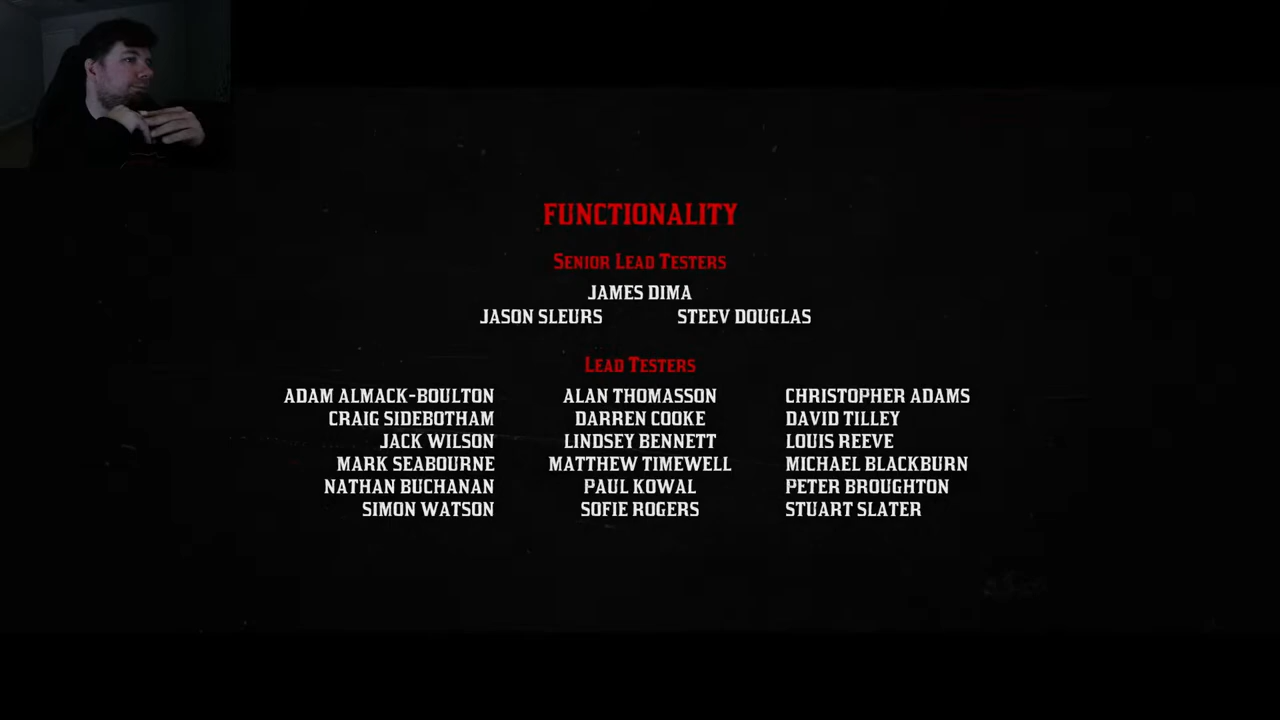 FUNCTIONALITY
SENIOR LEAD TESTERS
JAMES DIMA
JASON SLEURS STEEV DOUGLAS
LEAD TESTERS
ADAM ALMACK-BOULTON ALAN THOMASSON CHRISTOPHER ADAMS
CRAIG SIDEBOTHAM DARREN COOKE DAVID TILLEY
JACK WILSON LINDSEY BENNETT LOUIS REEVE
MARK SEABOURNE MATTHEW TIMEWELL MICHAEL BLACKBURN
NATHAN BUCHANAN PAUL KOWAL PETER BROUGHTON
SIMON WATSON SOFIE ROGERS STUART SLATER